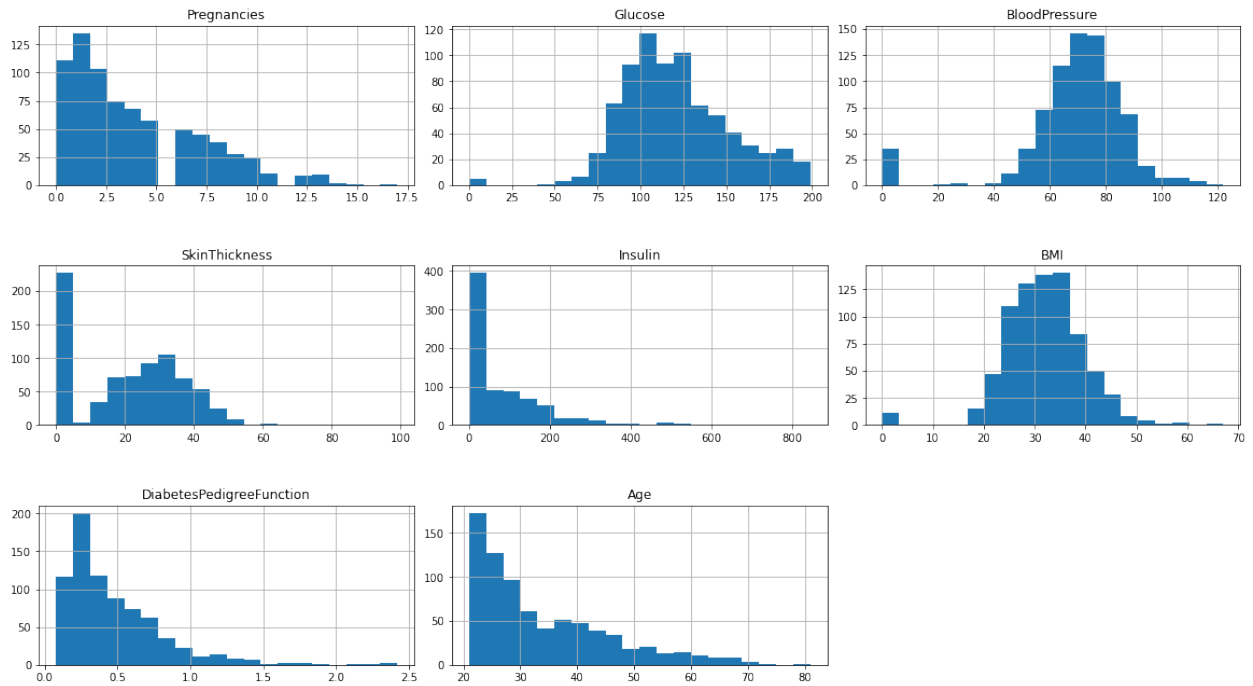 Pregnancies
125
100
75
50
25
0
0.0 2.5 5.0 7.5 10.0 12.5 15.0 17.5
Glucose
120
100
80
60
40
20
0
0 25 50 75 100 125 150 175 200
BloodPressure
150
125
100
75
50
25
0
0 20 40 60 80 100 120
SkinThickness
200
150
100
50
0
0 20 40 60 80 100
Insulin
400
300
200
100
0
0 200 400 600 800
BMI
125
100
75
50
25
0
0 10 20 30 40 50 60 70
DiabetesPedigreeFunction
200
150
100
50
0
0.0 0.5 1.0 1.5 2.0 2.5
Age
150
100
50
0
20 30 40 50 60 70 80